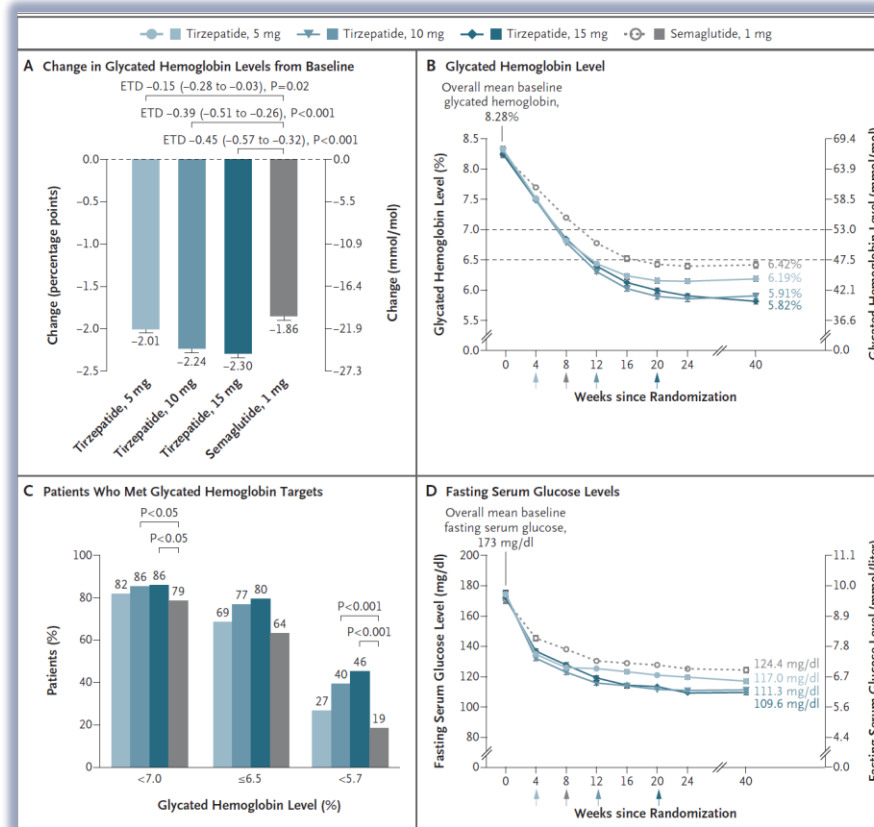 Tirzepatide, 5 mg Tirzepatide, 10 mg Tirzepatide, 15 mg Semaglutide, 1 mg
A Change in Glycated Hemoglobin Levels from Baseline
ETD −0.15 (−0.28 to −0.03), P=0.02
ETD −0.39 (−0.51 to −0.26), P<0.001
ETD −0.45 (−0.57 to −0.32), P<0.001
Change (percentage points)
0.0
−0.5
−1.0
−1.5
−2.0
−2.5
−2.01
−2.24
−2.30
−1.86
0.0
−5.5
−10.9
−16.4
−21.9
−27.3
Change (mmol/mol)
Tirzepatide, 5 mg
Tirzepatide, 10 mg
Tirzepatide, 15 mg
Semaglutide, 1 mg
B Glycated Hemoglobin Level
Overall mean baseline
glycated hemoglobin,
8.28%
Glycated Hemoglobin Level (%)
8.5
8.0
7.5
7.0
6.5
6.0
5.5
0.0
6.42%
6.19%
5.91%
5.82%
69.4
63.9
58.5
53.0
47.5
42.1
36.6
0.0
Glycated Hemoglobin Level (mmol/mol)
0 4 8 12 16 20 24 40
Weeks since Randomization
C Patients Who Met Glycated Hemoglobin Targets
P<0.05
P<0.05
P<0.001
P<0.001
Patients (%)
100
80
60
40
20
0
82 86 86 79
69 77 80 64
27 40 46 19
<7.0 ≤6.5 <5.7
Glycated Hemoglobin Level (%)
D Fasting Serum Glucose Levels
Overall mean baseline
fasting serum glucose,
173 mg/dl
Fasting Serum Glucose Level (mg/dl)
200
180
160
140
120
100
80
0
124.4 mg/dl
117.0 mg/dl
111.3 mg/dl
109.6 mg/dl
11.1
10.0
8.9
7.8
6.7
5.6
4.4
0.0
Fasting Serum Glucose Level (mmol/liter)
0 4 8 12 16 20 24 40
Weeks since Randomization